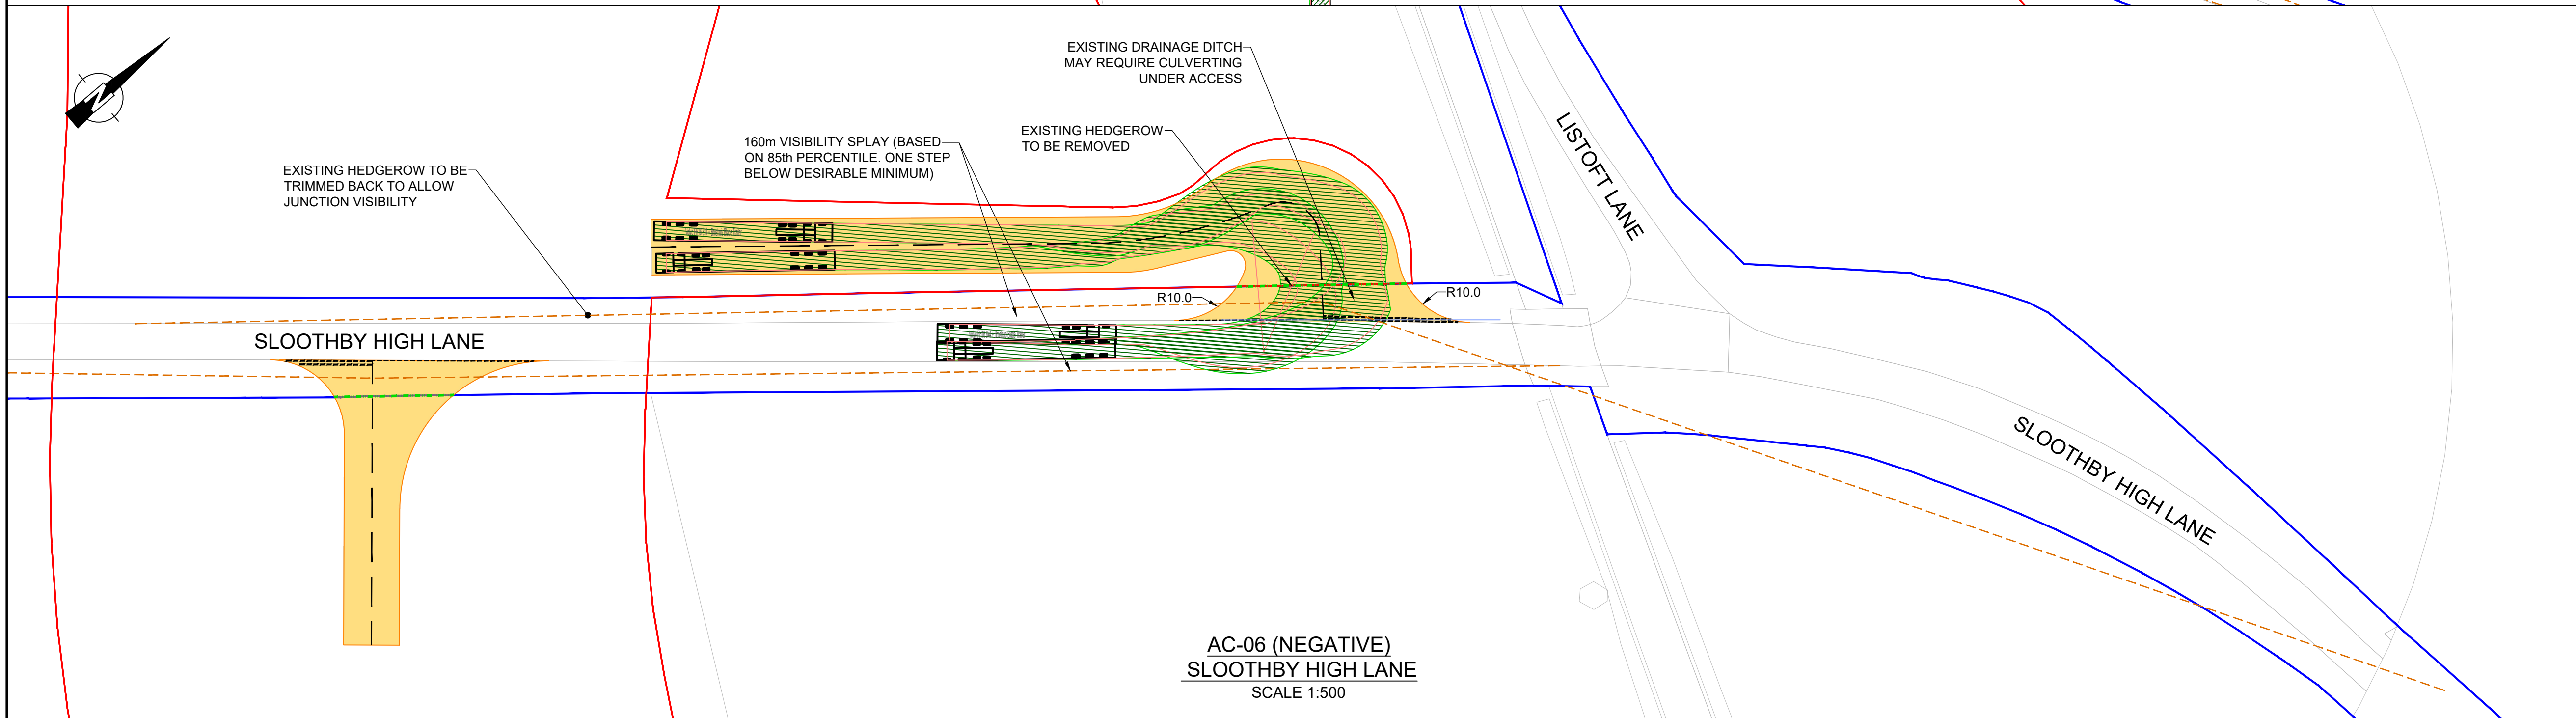 EXISTING DRAINAGE DITCH
MAY REQUIRE CULVERTING
UNDER ACCESS
EXISTING HEDGEROW
TO BE REMOVED
160m VISIBILITY SPLAY (BASED
ON 85th PERCENTILE. ONE STEP
BELOW DESIRABLE MINIMUM)
EXISTING HEDGEROW TO BE
TRIMMED BACK TO ALLOW
JUNCTION VISIBILITY
N
LISTOFT LANE
R10.0
R10.0
SLOOTHBY HIGH LANE
SLOOTHBY HIGH LANE
AC-06 (NEGATIVE)
SLOOTHBY HIGH LANE
SCALE 1:500